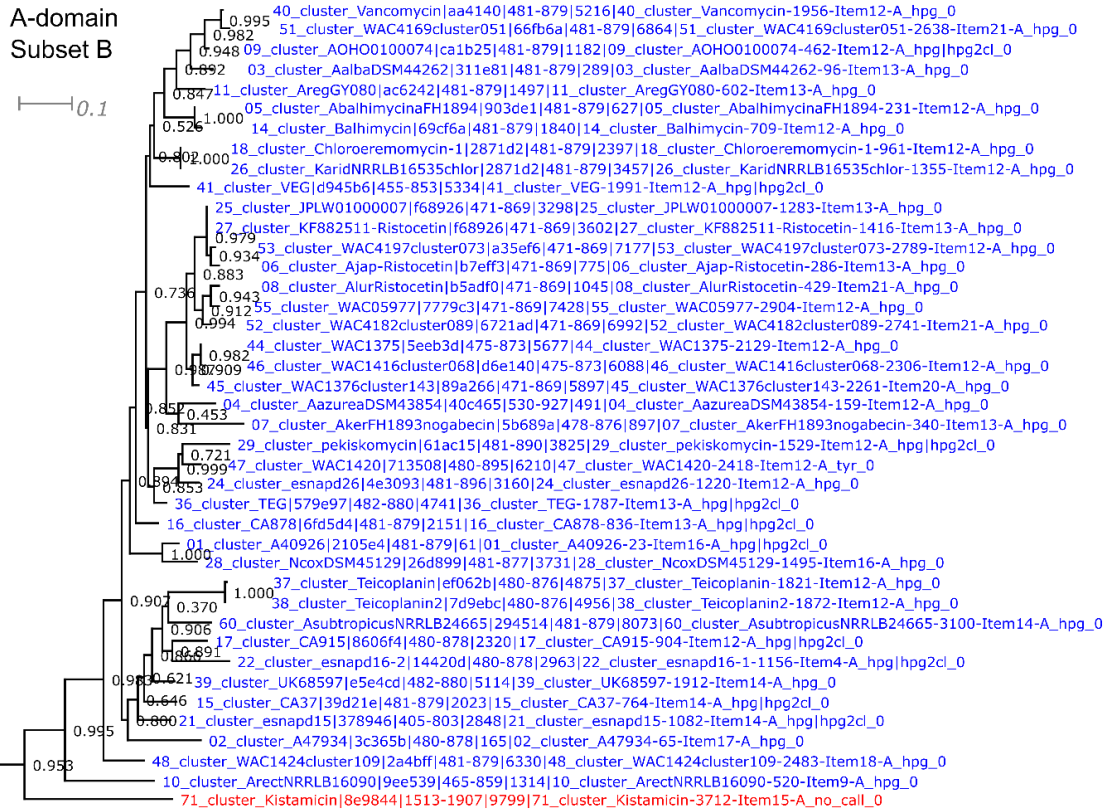 A-domain
Subset B
0.1
40_cluster_Vancomycin|aa4140|481-879|5216|40_cluster_Vancomycin-1956-Item12-A_hpg_0
0.995
51_cluster_WAC4169cluster051|66fb6a|481-879|6864|51_cluster_WAC4169cluster051-2638-Item21-A_hpg_0
0.982
0.948
09_cluster_AOHO0100074|ca1b25|481-879|1182|09_cluster_AOHO0100074-462-Item12-A_hpg|hpg2cl_0
0.892
03_cluster_AalbaDSM44262|311e81|481-879|289|03_cluster_AalbaDSM44262-96-Item13-A_hpg_0
0.847
11_cluster_AregGY080|ac6242|481-879|1497|11_cluster_AregGY080-602-Item13-A_hpg_0
05_cluster_AbalhimycinaFH1894|903de1|481-879|627|05_cluster_AbalhimycinaFH1894-231-Item12-A_hpg_0
1.000
0.526
14_cluster_Balhimycin|69cf6a|481-879|1840|14_cluster_Balhimycin-709-Item12-A_hpg_0
18_cluster_Chloroeremomycin-1|2871d2|481-879|2397|18_cluster_Chloroeremomycin-1-961-Item12-A_hpg_0
0.802
1.000
26_cluster_KaridNRRLB16535chlor|2871d2|481-879|3457|26_cluster_KaridNRRLB16535chlor-1355-Item12-A_hpg_0
41_cluster_VEG|d945b6|455-853|5334|41_cluster_VEG-1991-Item12-A_hpg|hpg2cl_0
25_cluster_JPLW01000007|f68926|471-869|3298|25_cluster_JPLW01000007-1283-Item13-A_hpg_0
27_cluster_KF882511-Ristocetin|f68926|471-869|3602|27_cluster_KF882511-Ristocetin-1416-Item13-A_hpg_0
0.979
53_cluster_WAC4197cluster073|a35ef6|471-869|7177|53_cluster_WAC4197cluster073-2789-Item12-A_hpg_0
0.934
06_cluster_Ajap-Ristocetin|b7eff3|471-869|775|06_cluster_Ajap-Ristocetin-286-Item13-A_hpg_0
0.883
08_cluster_AlurRistocetin|b5adf0|471-869|1045|08_cluster_AlurRistocetin-429-Item21-A_hpg_0
0.736
0.943
55_cluster_WAC05977|7779c3|471-869|7428|55_cluster_WAC05977-2904-Item12-A_hpg_0
0.912
0.994
52_cluster_WAC4182cluster089|6721ad|471-869|6992|52_cluster_WAC4182cluster089-2741-Item21-A_hpg_0
44_cluster_WAC1375|5eeb3d|475-873|5677|44_cluster_WAC1375-2129-Item12-A_hpg_0
0.982
46_cluster_WAC1416cluster068|d6e140|475-873|6088|46_cluster_WAC1416cluster068-2306-Item12-A_hpg_0
0.909
45_cluster_WAC1376cluster143|89a266|471-869|5897|45_cluster_WAC1376cluster143-2261-Item20-A_hpg_0
04_cluster_AazureaDSM43854|40c465|530-927|491|04_cluster_AazureaDSM43854-159-Item12-A_hpg_0
0.852
0.453
07_cluster_AkerFH1893nogabecin|5b689a|478-876|897|07_cluster_AkerFH1893nogabecin-340-Item13-A_hpg_0
0.831
29_cluster_pekiskomycin|61ac15|481-890|3825|29_cluster_pekiskomycin-1529-Item12-A_hpg|hpg2cl_0
0.721
47_cluster_WAC1420|713508|480-895|6210|47_cluster_WAC1420-2418-Item12-A_tyr_0
0.999
24_cluster_esnapd26|4e3093|481-896|3160|24_cluster_esnapd26-1220-Item12-A_hpg_0
0.894
0.853
36_cluster_TEG|579e97|482-880|4741|36_cluster_TEG-1787-Item13-A_hpg|hpg2cl_0
16_cluster_CA878|6fd5d4|481-879|2151|16_cluster_CA878-836-Item13-A_hpg|hpg2cl_0
01_cluster_A40926|2105e4|481-879|61|01_cluster_A40926-23-Item16-A_hpg|hpg2cl_0
1.000
28_cluster_NcoxDSM45129|26d899|481-877|3731|28_cluster_NcoxDSM45129-1495-Item16-A_hpg_0
37_cluster_Teicoplanin|ef062b|480-876|4875|37_cluster_Teicoplanin-1821-Item12-A_hpg_0
1.000
0.907
0.370
38_cluster_Teicoplanin2|7d9ebc|480-876|4956|38_cluster_Teicoplanin2-1872-Item12-A_hpg_0
60_cluster_AsubtropicusNRRLB24665|294514|481-879|8073|60_cluster_AsubtropicusNRRLB24665-3100-Item14-A_hpg_0
0.906
17_cluster_CA915|8606f4|480-878|2320|17_cluster_CA915-904-Item12-A_hpg|hpg2cl_0
0.891
22_cluster_esnapd16-2|14420d|480-878|2963|22_cluster_esnapd16-1-1156-Item4-A_hpg|hpg2cl_0
0.621
39_cluster_UK68597|e5e4cd|482-880|5114|39_cluster_UK68597-1912-Item14-A_hpg_0
0.646
15_cluster_CA37|39d21e|481-879|2023|15_cluster_CA37-764-Item14-A_hpg|hpg2cl_0
0.800
21_cluster_esnapd15|378946|405-803|2848|21_cluster_esnapd15-1082-Item14-A_hpg|hpg2cl_0
0.995
02_cluster_A47934|3c365b|480-878|165|02_cluster_A47934-65-Item17-A_hpg_0
48_cluster_WAC1424cluster109|2a4bff|481-879|6330|48_cluster_WAC1424cluster109-2483-Item18-A_hpg_0
0.953
10_cluster_ArectNRRLB16090|9ee539|465-859|1314|10_cluster_ArectNRRLB16090-520-Item9-A_hpg_0
71_cluster_Kistamicin|8e9844|1513-1907|9799|71_cluster_Kistamicin-3712-Item15-A_no_call_0